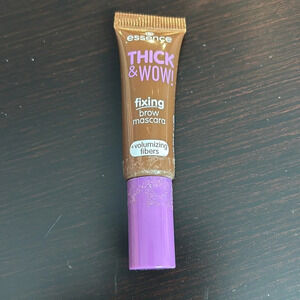 essence
THICK
& WOW!
fixing
brow
mascara
+volumizing
fibers